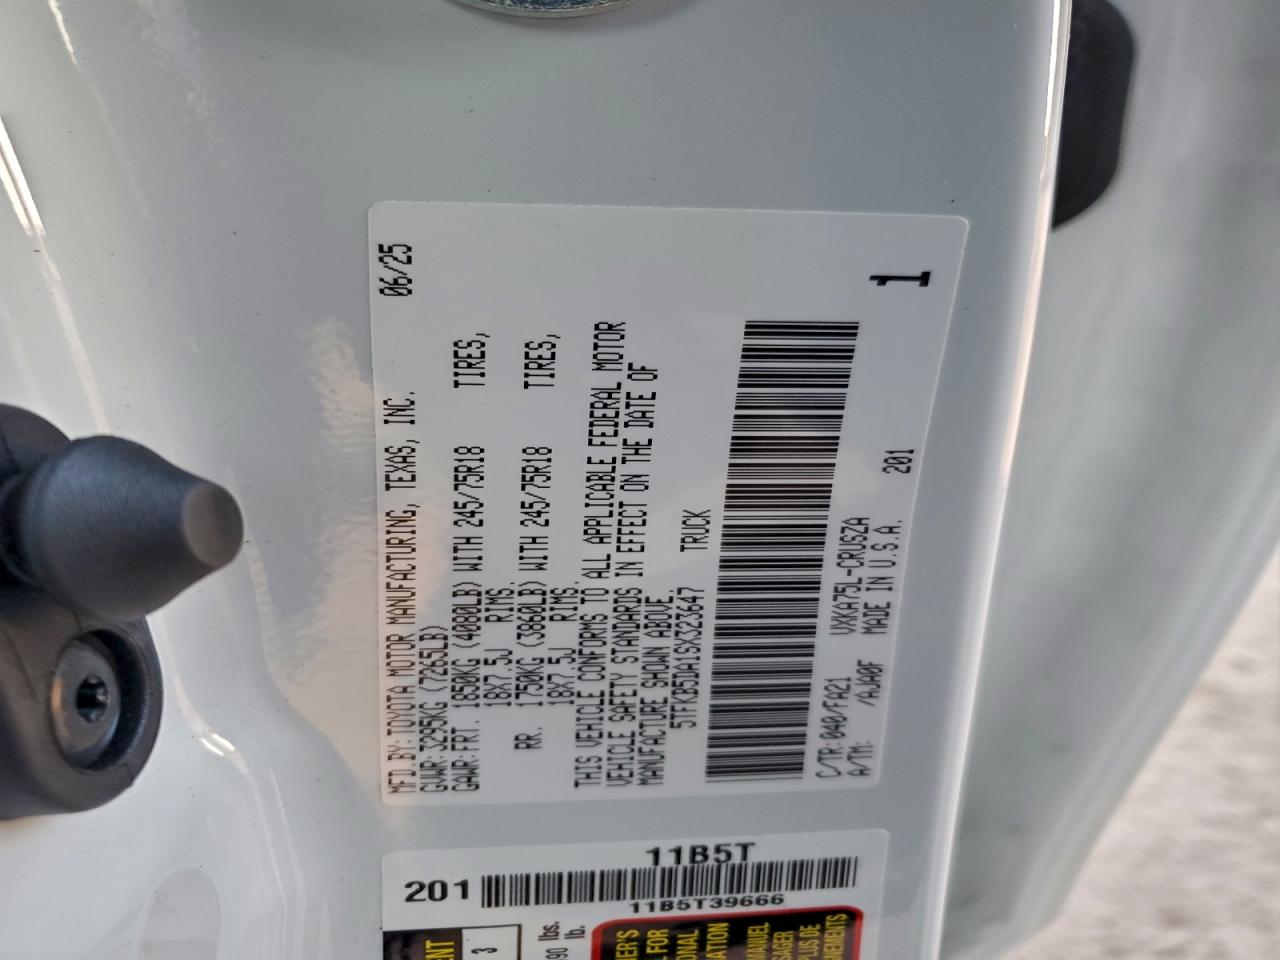 MFD.BY:TOYOTA MOTOR MANUFACTURING, TEXAS, INC. 06/25
GVWR:3295KG (7265LB)
GAWR:FRT. 1850KG (4080LB) WITH 245/75R18 TIRES,
18X7.5J RIMS.
RR. 1750KG (3860LB) WITH 245/75R18 TIRES,
18X7.5J RIMS.
THIS VEHICLE CONFORMS TO ALL APPLICABLE FEDERAL MOTOR
VEHICLE SAFETY STANDARDS IN EFFECT ON THE DATE OF
MANUFACTURE SHOWN ABOVE.
5TFKB5DA1SX323647 TRUCK
C/TR:040/FA21 VXKA75L-CRUSZA
A/TM: /AJA0F MADE IN U.S.A. 201
1
201
11B5T
11B5T39666
3
lbs.
lb.
MANUEL